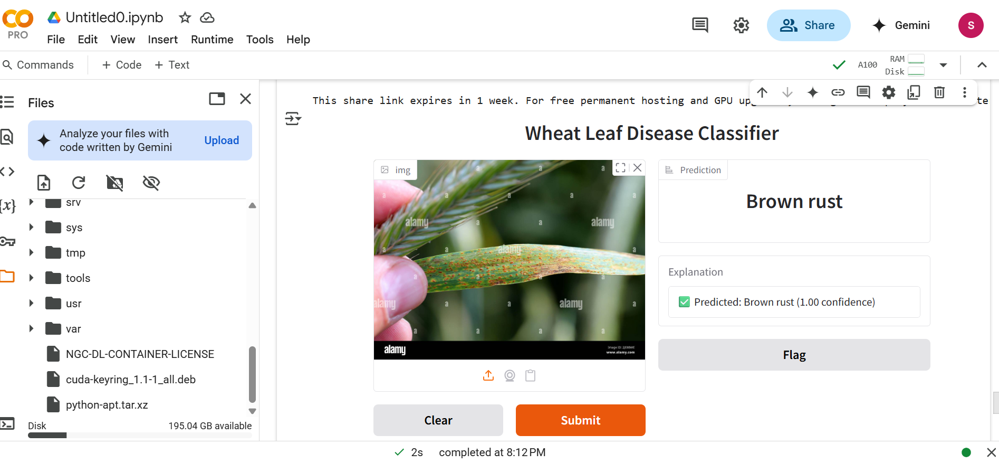 CO
PRO
Untitled0.ipynb
File Edit View Insert Runtime Tools Help
Share
Gemini
S
Commands
+ Code + Text
A100
RAM
Disk
Files
Analyze your files with
code written by Gemini
Upload
{x}
srv
sys
tmp
tools
usr
var
NGC-DL-CONTAINER-LICENSE
cuda-keyring_1.1-1_all.deb
python-apt.tar.xz
Disk
195.04 GB available
This share link expires in 1 week. For free permanent hosting and GPU
Wheat Leaf Disease Classifier
img
alamy
alamy
alamy
alamy
alamy
alamy
www.alamy.com
Clear
Submit
Prediction
Brown rust
Explanation
Predicted: Brown rust (1.00 confidence)
Flag
2s completed at 8:12 PM